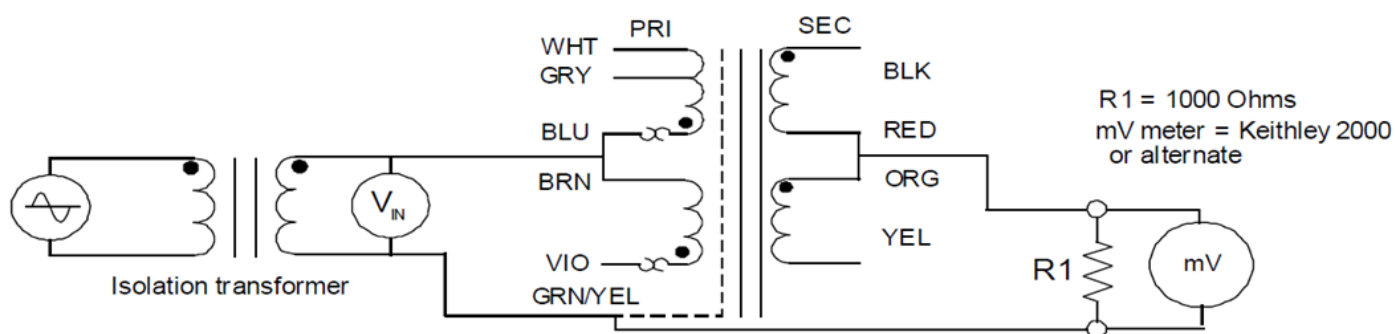 PRI
SEC
WHT
GRY
BLU
BRN
VIO
GRN/YEL
BLK
RED
ORG
YEL
R1 = 1000 Ohms
mV meter = Keithley 2000
or alternate
VIN
Isolation transformer
R1
mV